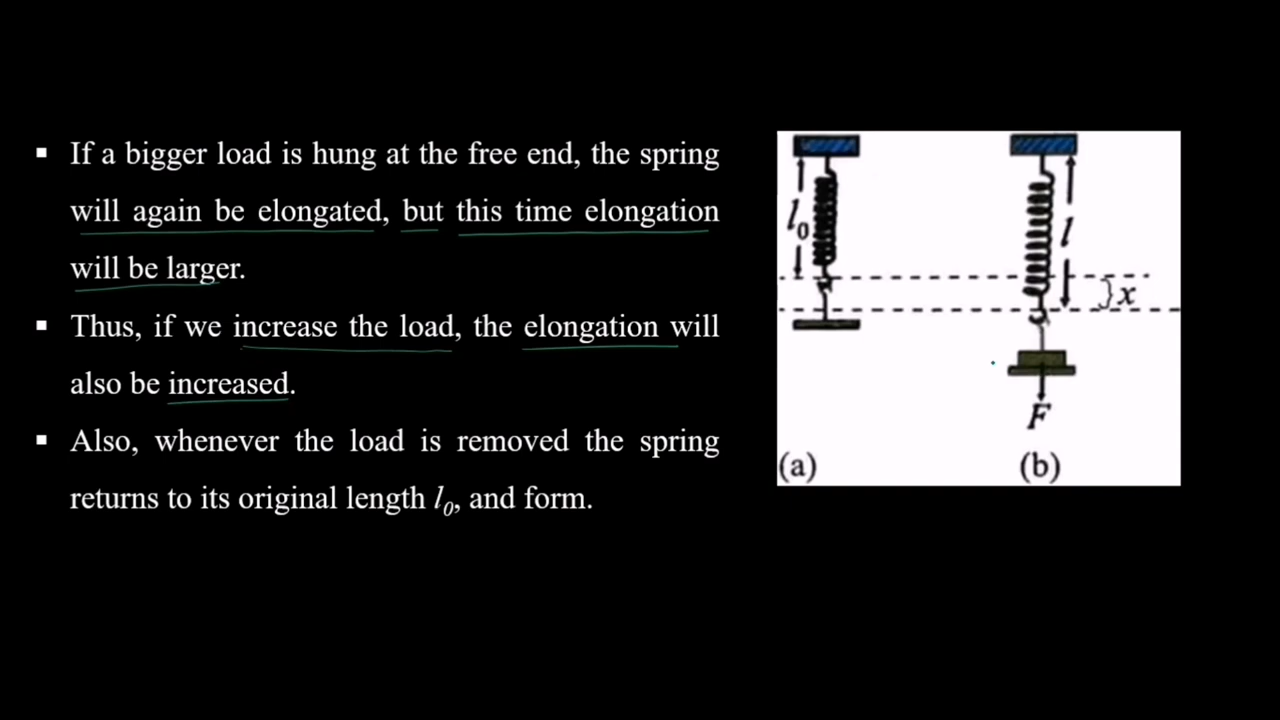 ▪ If a bigger load is hung at the free end, the spring
will again be elongated, but this time elongation
will be larger.
▪ Thus, if we increase the load, the elongation will
also be increased.
▪ Also, whenever the load is removed the spring
returns to its original length l₀, and form.
l₀
l
x
F
(a)
(b)